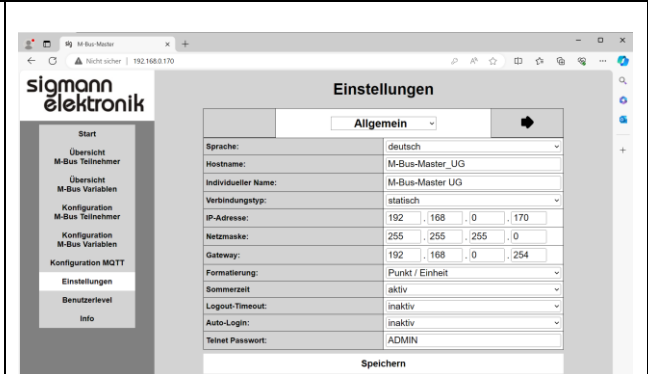 sig M-Bus-Master
Nicht sicher | 192.168.0.170
sigmann
elektronik
Start
Übersicht
M-Bus Teilnehmer
Übersicht
M-Bus Variablen
Konfiguration
M-Bus Teilnehmer
Konfiguration
M-Bus Variablen
Konfiguration MQTT
Einstellungen
Benutzerlevel
Info
Einstellungen
Allgemein
Sprache: deutsch
Hostname: M-Bus-Master_UG
Individueller Name: M-Bus-Master UG
Verbindungstyp: statisch
IP-Adresse: 192 . 168 . 0 . 170
Netzmaske: 255 . 255 . 255 . 0
Gateway: 192 . 168 . 0 . 254
Formatierung: Punkt / Einheit
Sommerzeit aktiv
Logout-Timeout: inaktiv
Auto-Login: inaktiv
Telnet Passwort: ADMIN
Speichern